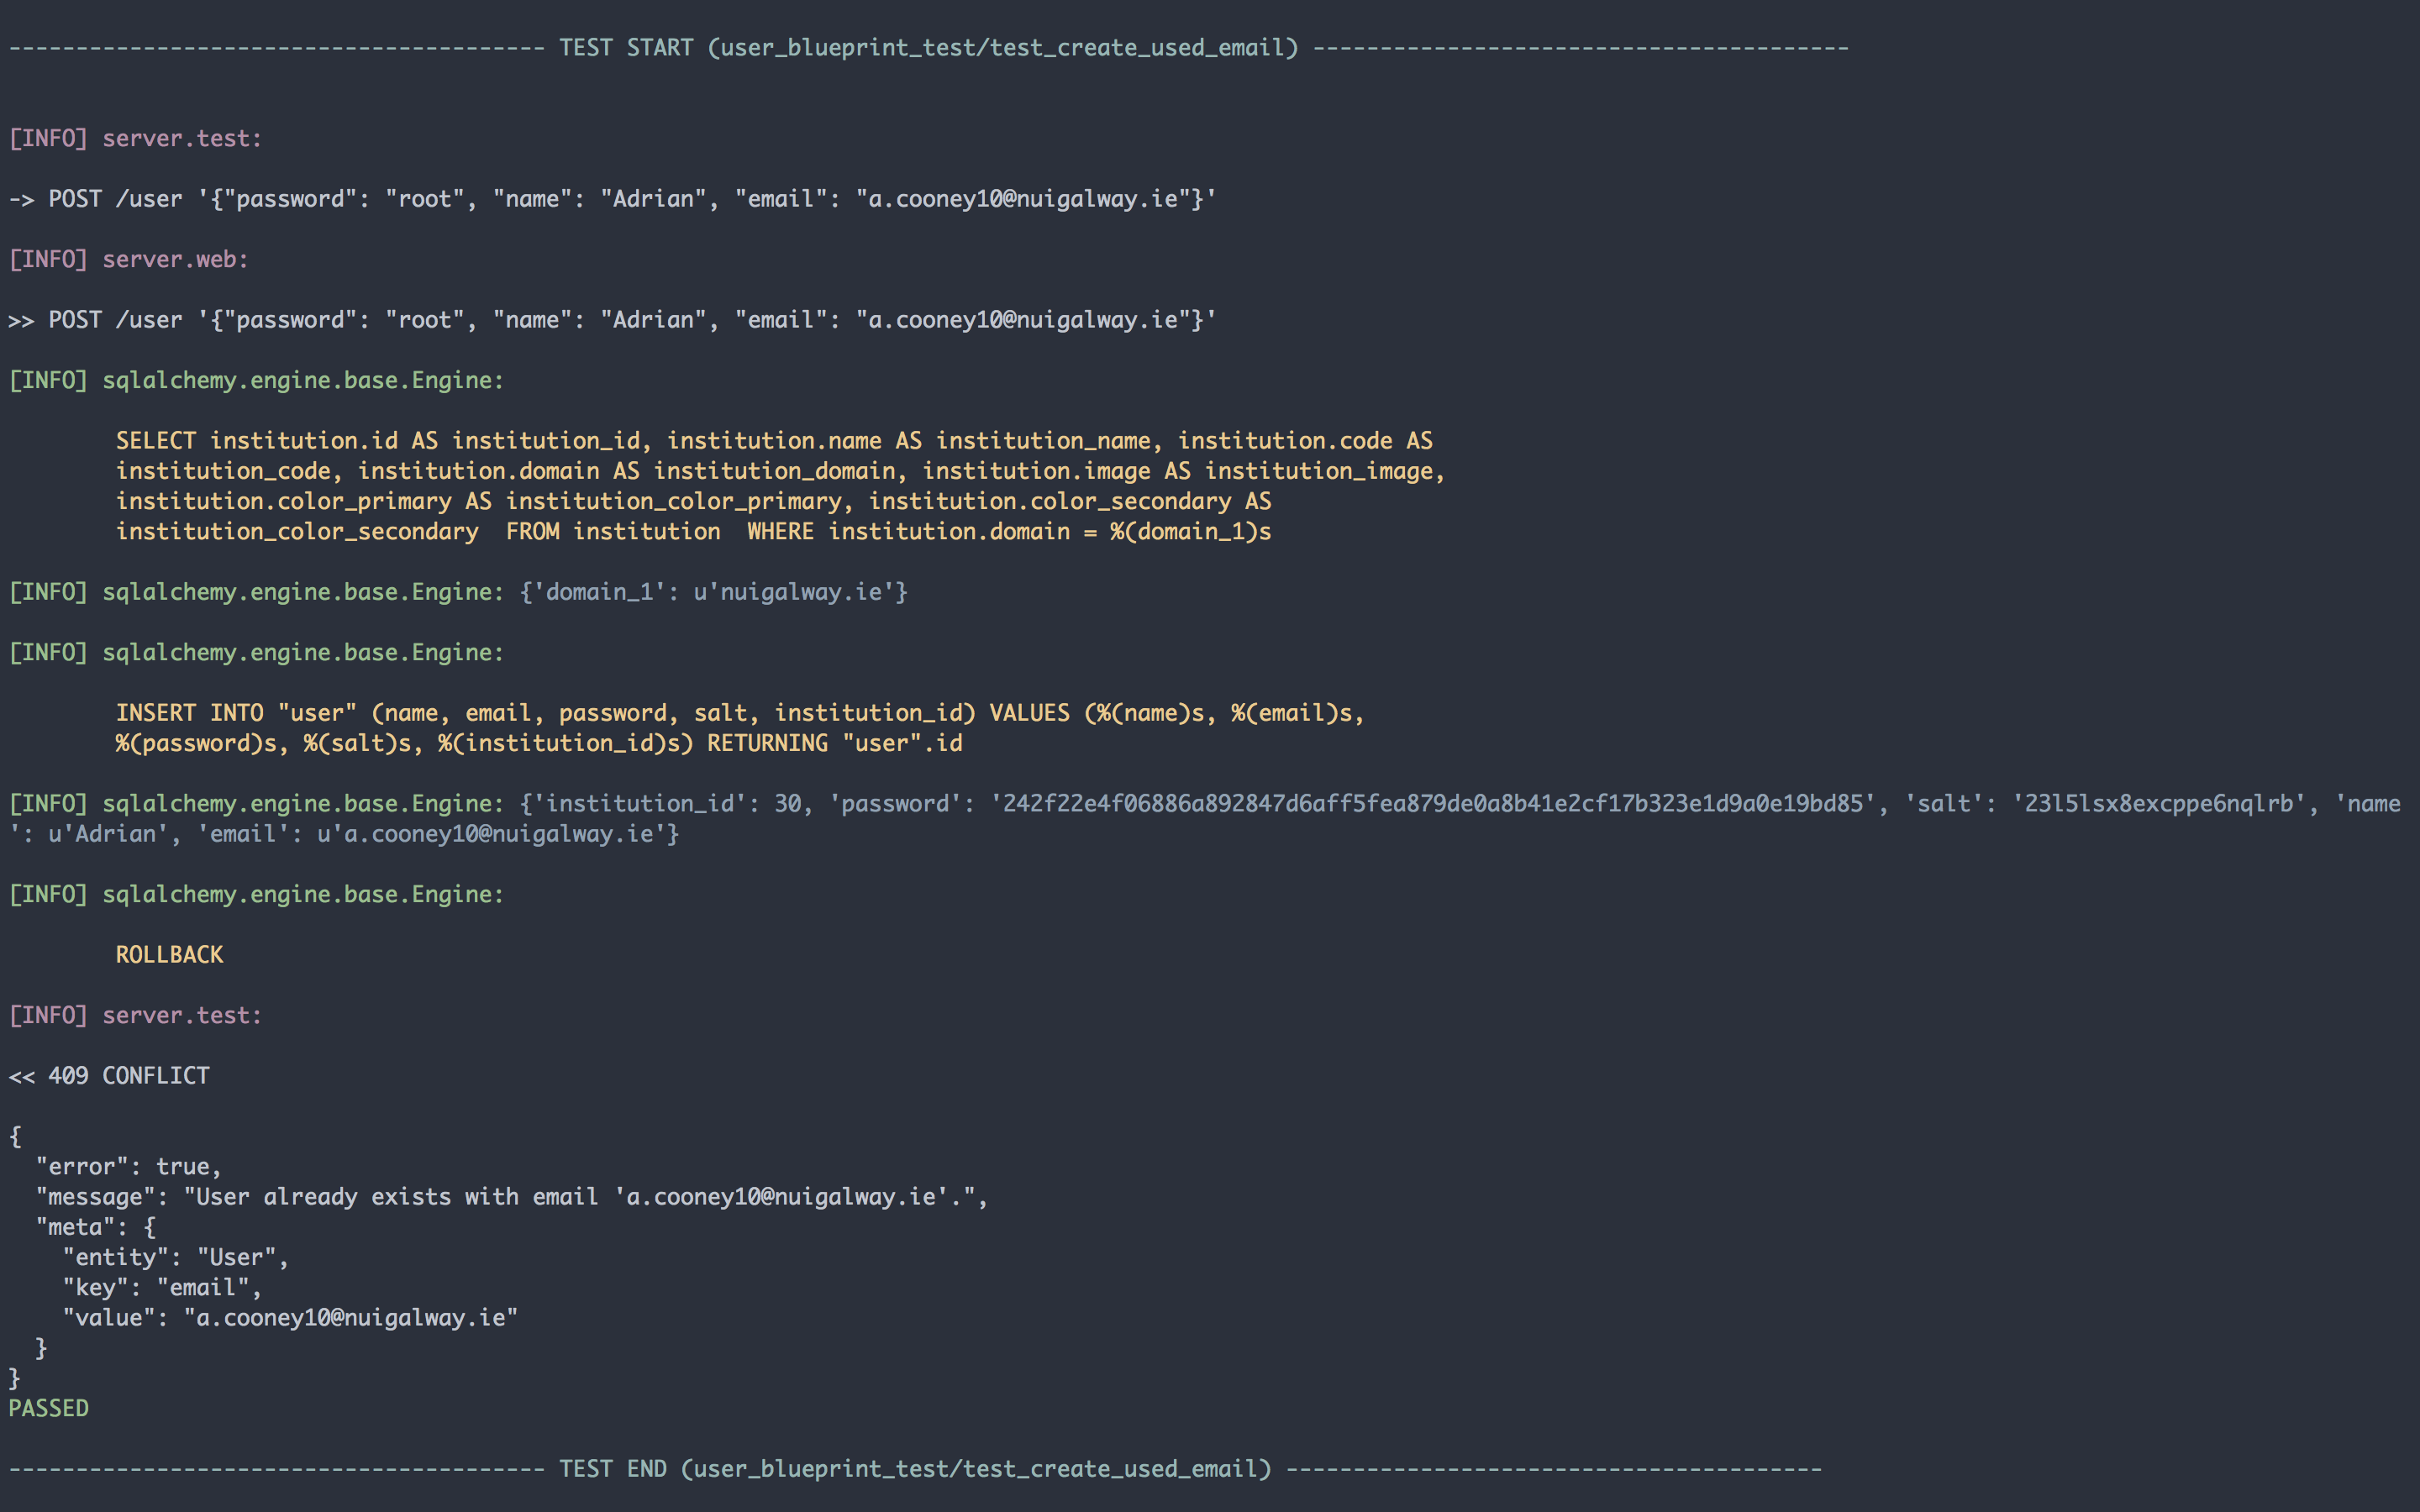 ---------------------------------------- TEST START (user_blueprint_test/test_create_used_email) ----------------------------------------
[INFO] server.test:
-> POST /user '{"password": "root", "name": "Adrian", "email": "a.cooney10@nuigalway.ie"}'
[INFO] server.web:
>> POST /user '{"password": "root", "name": "Adrian", "email": "a.cooney10@nuigalway.ie"}'
[INFO] sqlalchemy.engine.base.Engine:
SELECT institution.id AS institution_id, institution.name AS institution_name, institution.code AS
institution_code, institution.domain AS institution_domain, institution.image AS institution_image,
institution.color_primary AS institution_color_primary, institution.color_secondary AS
institution_color_secondary  FROM institution  WHERE institution.domain = %(domain_1)s
[INFO] sqlalchemy.engine.base.Engine: {'domain_1': u'nuigalway.ie'}
[INFO] sqlalchemy.engine.base.Engine:
INSERT INTO "user" (name, email, password, salt, institution_id) VALUES (%(name)s, %(email)s,
%(password)s, %(salt)s, %(institution_id)s) RETURNING "user".id
[INFO] sqlalchemy.engine.base.Engine: {'institution_id': 30, 'password': '242f22e4f06886a892847d6aff5fea879de0a8b41e2cf17b323e1d9a0e19bd85', 'salt': '23l5lsx8excppe6nqlrb', 'name
': u'Adrian', 'email': u'a.cooney10@nuigalway.ie'}
[INFO] sqlalchemy.engine.base.Engine:
ROLLBACK
[INFO] server.test:
<< 409 CONFLICT
{
  "error": true,
  "message": "User already exists with email 'a.cooney10@nuigalway.ie'.",
  "meta": {
    "entity": "User",
    "key": "email",
    "value": "a.cooney10@nuigalway.ie"
  }
}
PASSED
---------------------------------------- TEST END (user_blueprint_test/test_create_used_email) ----------------------------------------